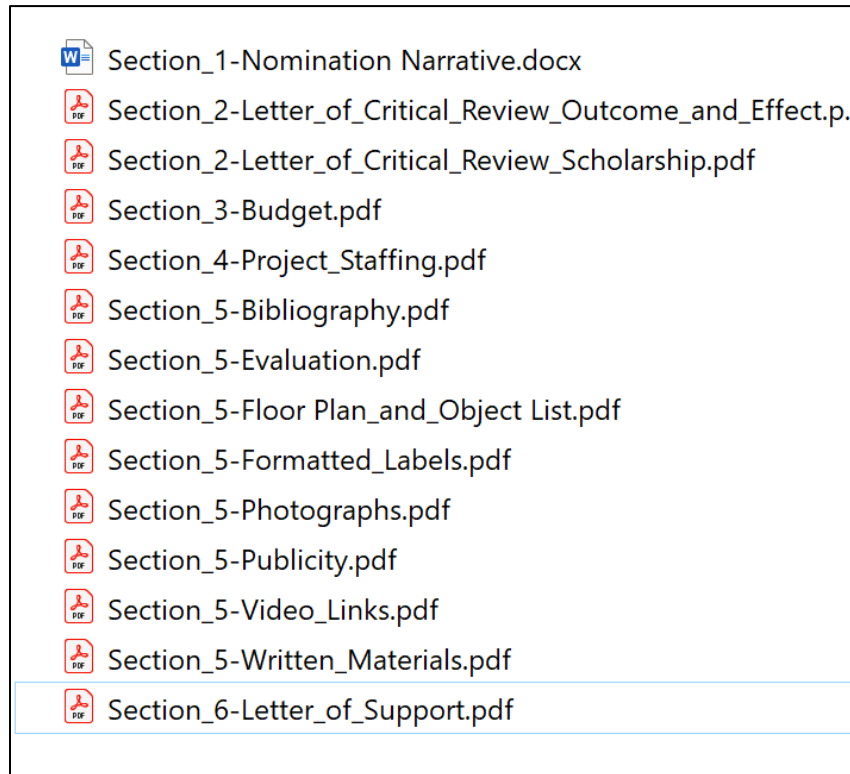 Section_1-Nomination Narrative.docx
Section_2-Letter_of_Critical_Review_Outcome_and_Effect.p.
Section_2-Letter_of_Critical_Review_Scholarship.pdf
Section_3-Budget.pdf
Section_4-Project_Staffing.pdf
Section_5-Bibliography.pdf
Section_5-Evaluation.pdf
Section_5-Floor Plan_and_Object List.pdf
Section_5-Formatted_Labels.pdf
Section_5-Photographs.pdf
Section_5-Publicity.pdf
Section_5-Video_Links.pdf
Section_5-Written_Materials.pdf
Section_6-Letter_of_Support.pdf